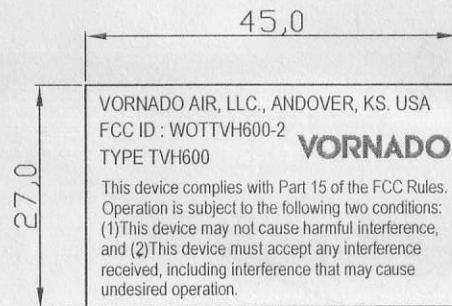 45,0
27,0
VORNADO AIR, LLC., ANDOVER, KS. USA
FCC ID : WOTTVH600-2
TYPE TVH600
VORNADO
This device complies with Part 15 of the FCC Rules.
Operation is subject to the following two conditions:
(1)This device may not cause harmful interference,
and (2)This device must accept any interference
received, including interference that may cause
undesired operation.